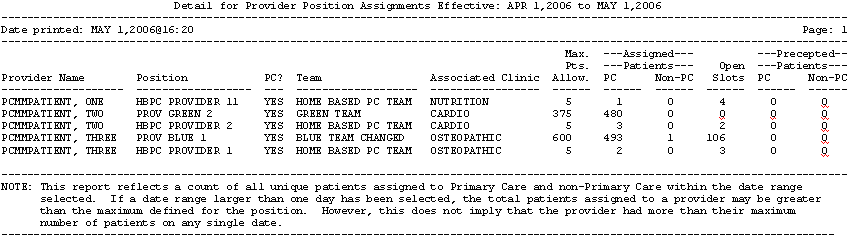 Detail for Provider Position Assignments Effective: APR 1,2006 to MAY 1,2006
Date printed: MAY 1,2006@16:20 Page: 1
Max. ---Assigned--- ---Precepted---
Pts. ---Patients--- Open ---Patients---
Provider Name Position PC? Team Associated Clinic Allow. PC Non-PC Slots PC Non-PC
PCMMPATIENT, ONE HBPC PROVIDER 11 YES HOME BASED PC TEAM NUTRITION 5 1 0 4 0 0
PCMMPATIENT, TWO PROV GREEN 2 YES GREEN TEAM CARDIO 375 480 0 0 0 0
PCMMPATIENT, TWO HBPC PROVIDER 2 YES HOME BASED PC TEAM CARDIO 5 3 0 2 0 0
PCMMPATIENT, THREE PROV BLUE 1 YES BLUE TEAM CHANGED OSTEOPATHIC 600 493 1 106 0 0
PCMMPATIENT, THREE HBPC PROVIDER 1 YES HOME BASED PC TEAM OSTEOPATHIC 5 2 0 3 0 0
NOTE: This report reflects a count of all unique patients assigned to Primary Care and non-Primary Care within the date range
selected. If a date range larger than one day has been selected, the total patients assigned to a provider may be greater
than the maximum defined for the position. However, this does not imply that the provider had more than their maximum
number of patients on any single date.